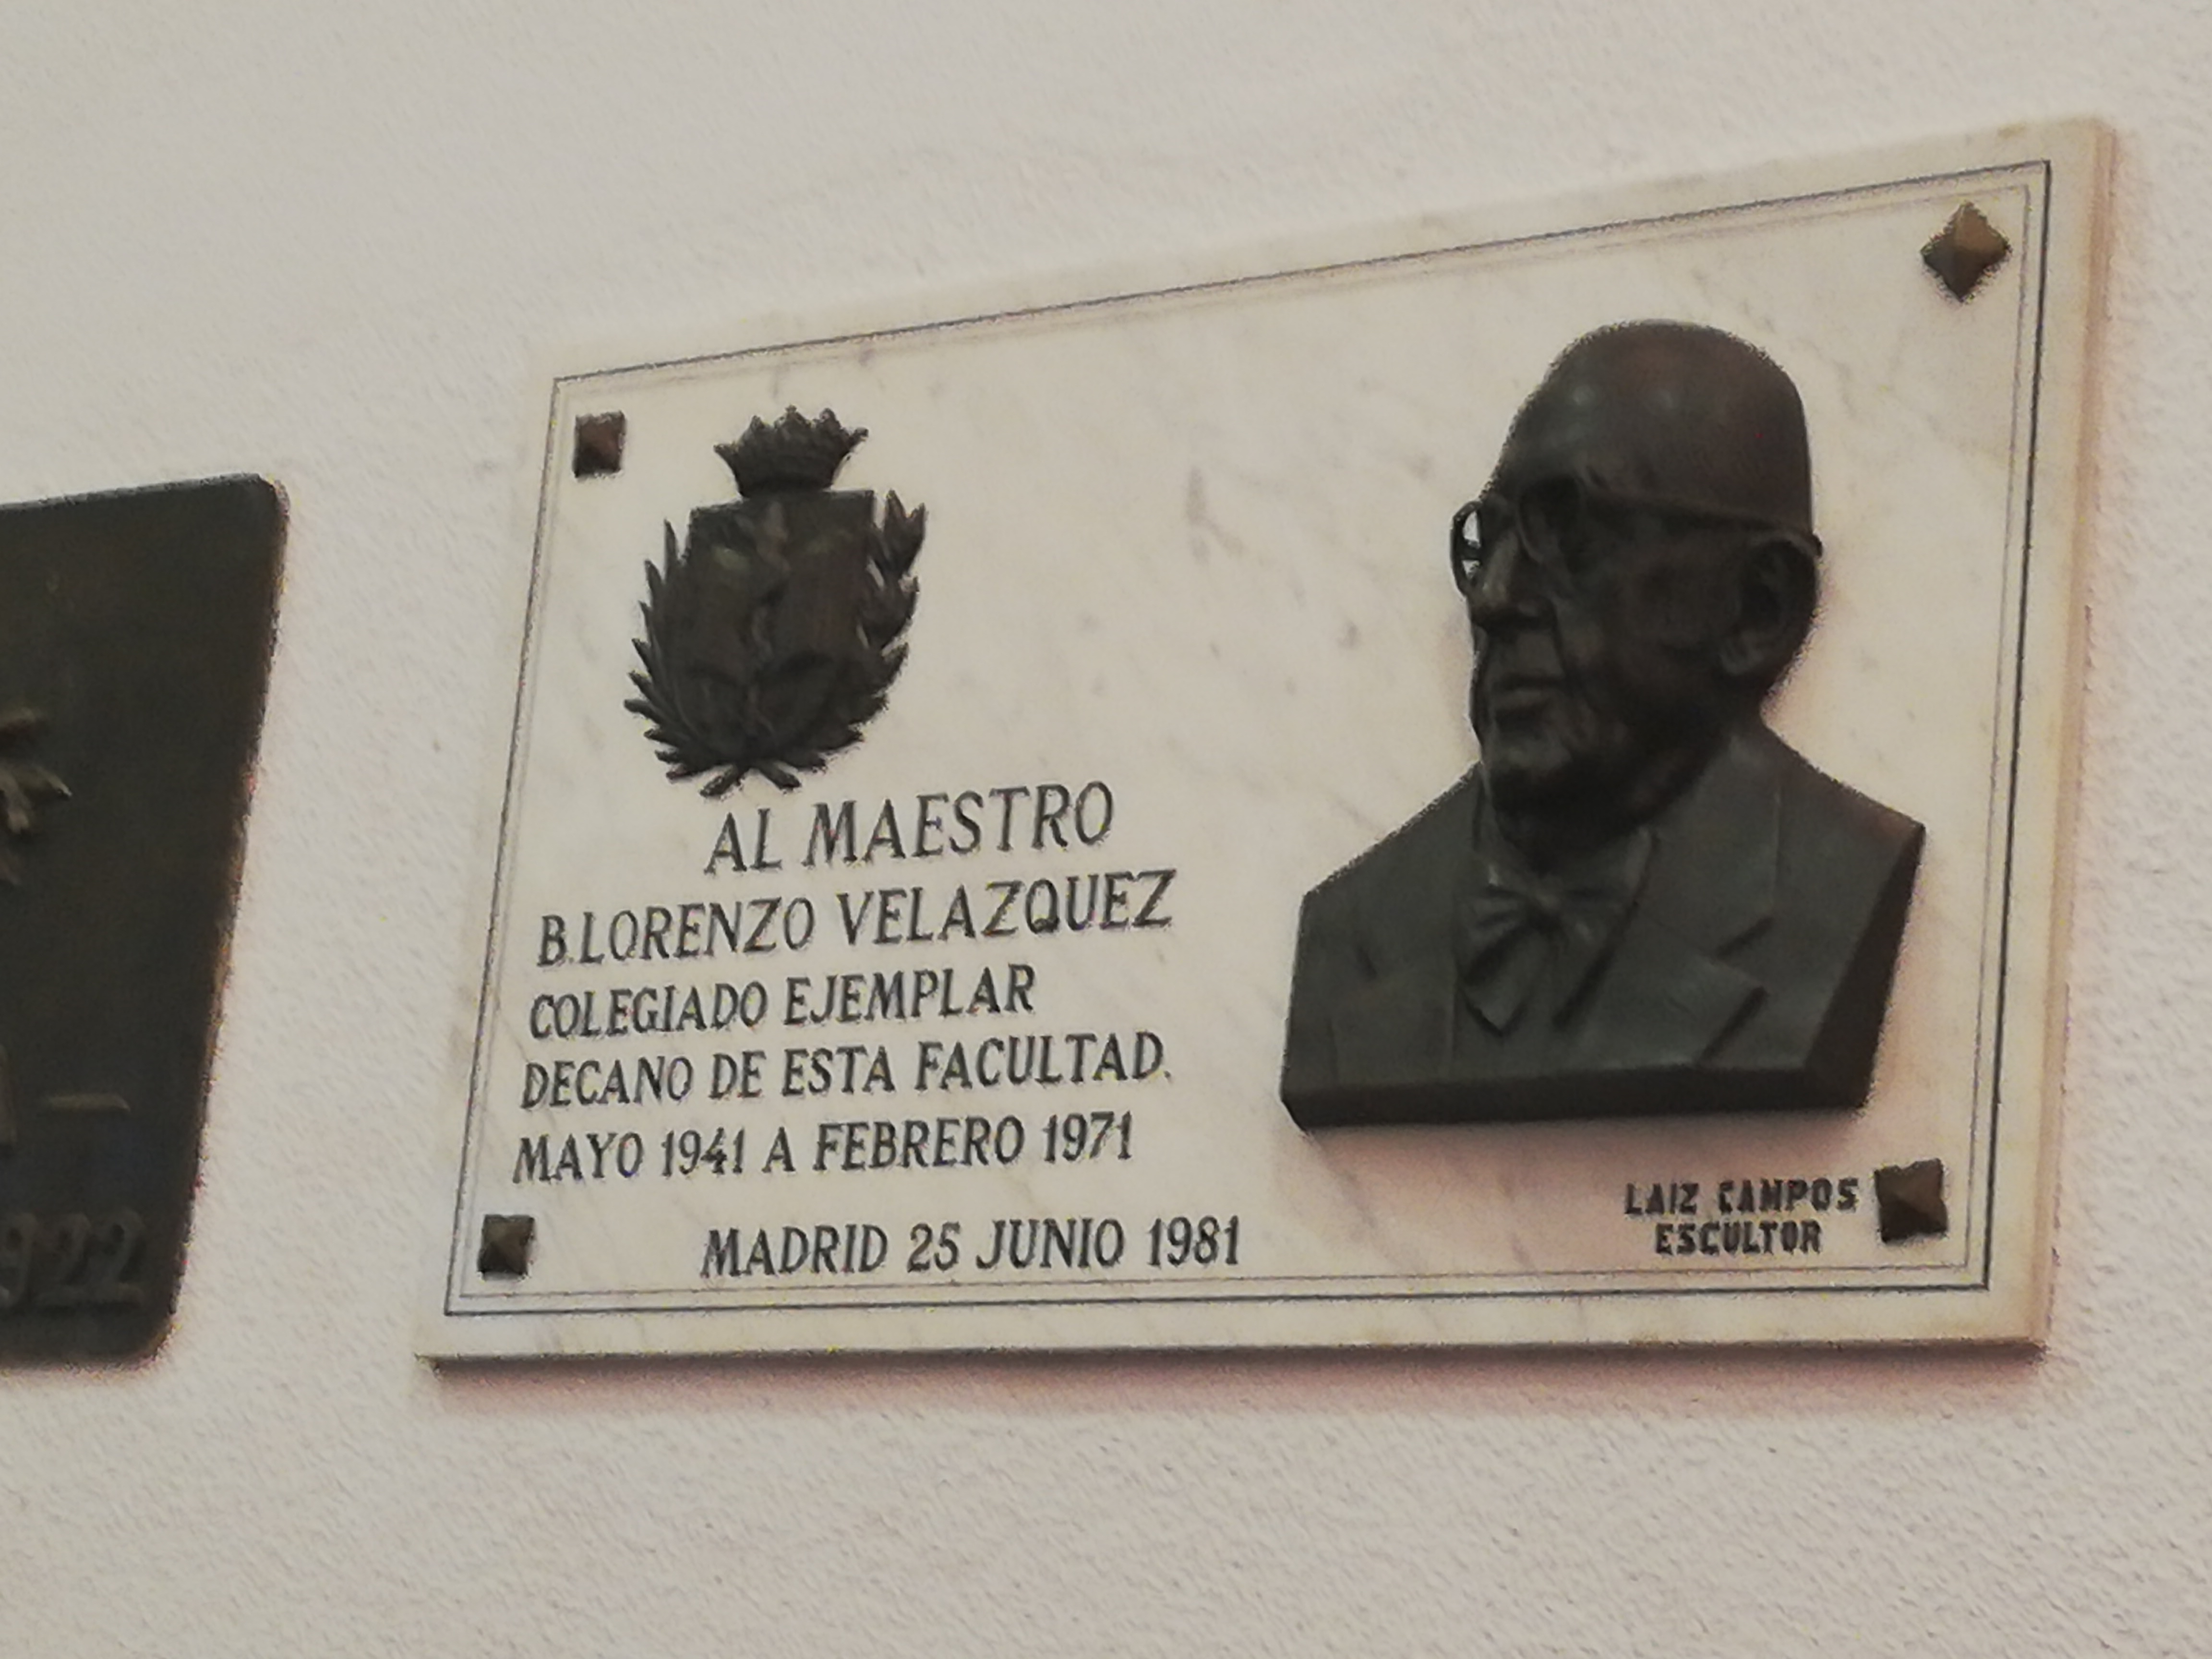 AL MAESTRO
B. LORENZO VELAZQUEZ
COLEGIADO EJEMPLAR
DECANO DE ESTA FACULTAD.
MAYO 1941 A FEBRERO 1971
MADRID 25 JUNIO 1981
LAIZ CAMPOS
ESCULTOR
922